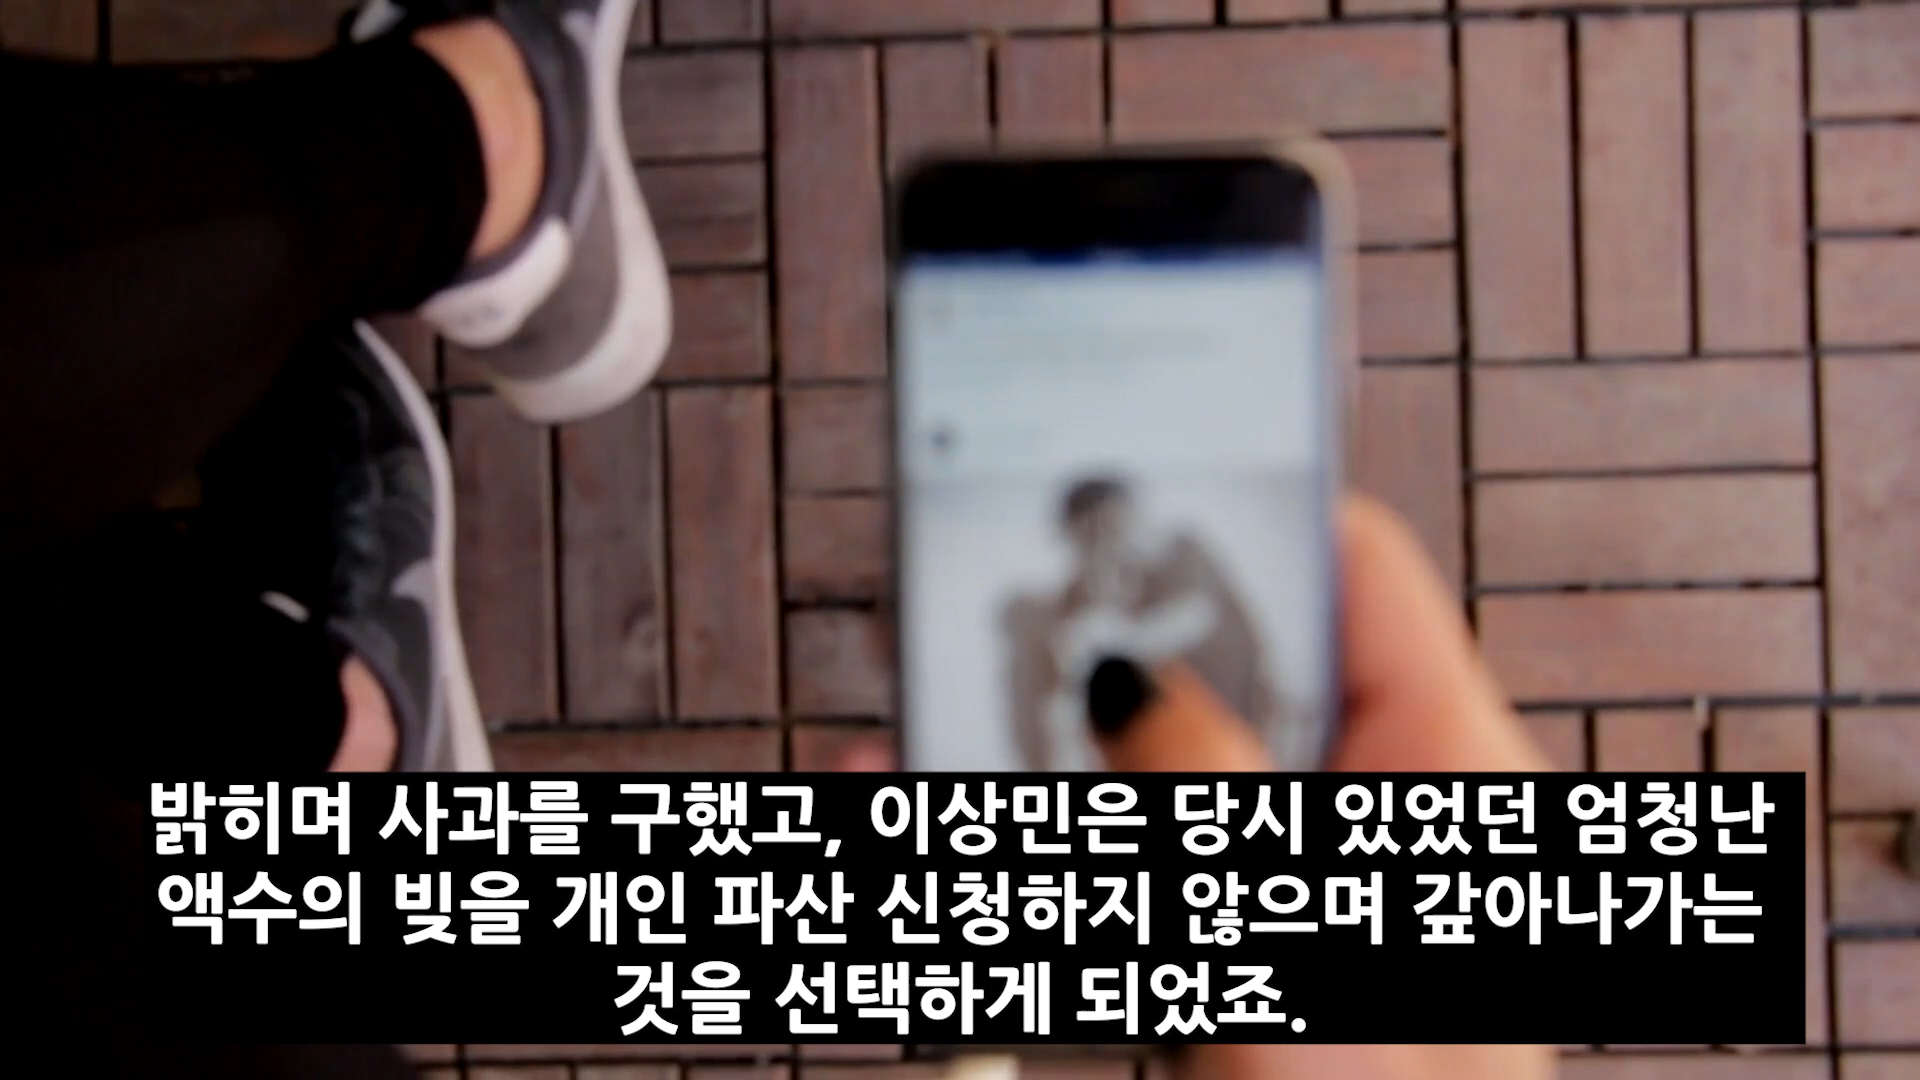 밝히며 사과를 구했고, 이상민은 당시 있었던 엄청난
액수의 빚을 개인 파산 신청하지 않으며 갚아나가는
것을 선택하게 되었죠.